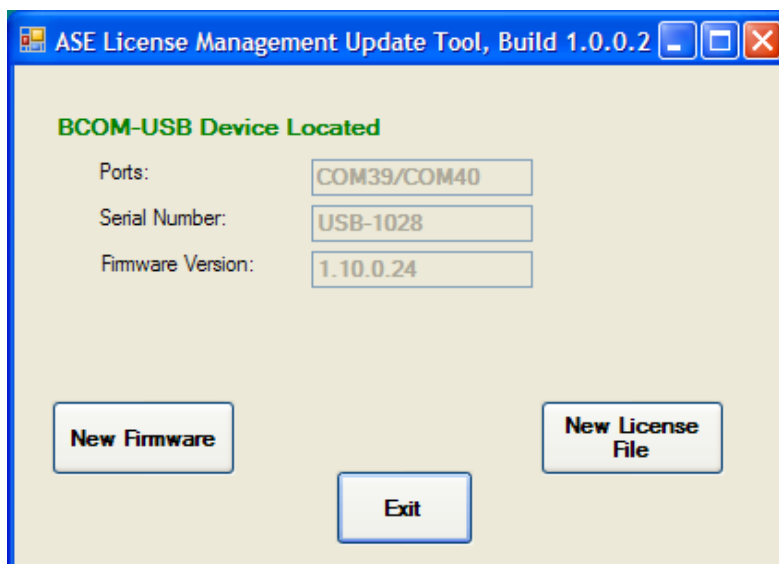 ASE License Management Update Tool, Build 1.0.0.2
BCOM-USB Device Located
Ports: COM39/COM40
Serial Number: USB-1028
Firmware Version: 1.10.0.24
New Firmware
New License
File
Exit